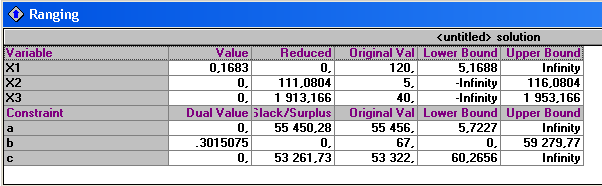 Ranging
<untitled> solution
Variable Value Reduced Original Val Lower Bound Upper Bound
X1 0,1683 0, 120, 5,1688 Infinity
X2 0, 111,0804 5, -Infinity 116,0804
X3 0, 1 913,166 40, -Infinity 1 953,166
Constraint Dual Value Slack/Surplus Original Val Lower Bound Upper Bound
a 0, 55 450,28 55 456, 5,7227 Infinity
b .3015075 0, 67, 0, 59 279,77
c 0, 53 261,73 53 322, 60,2656 Infinity